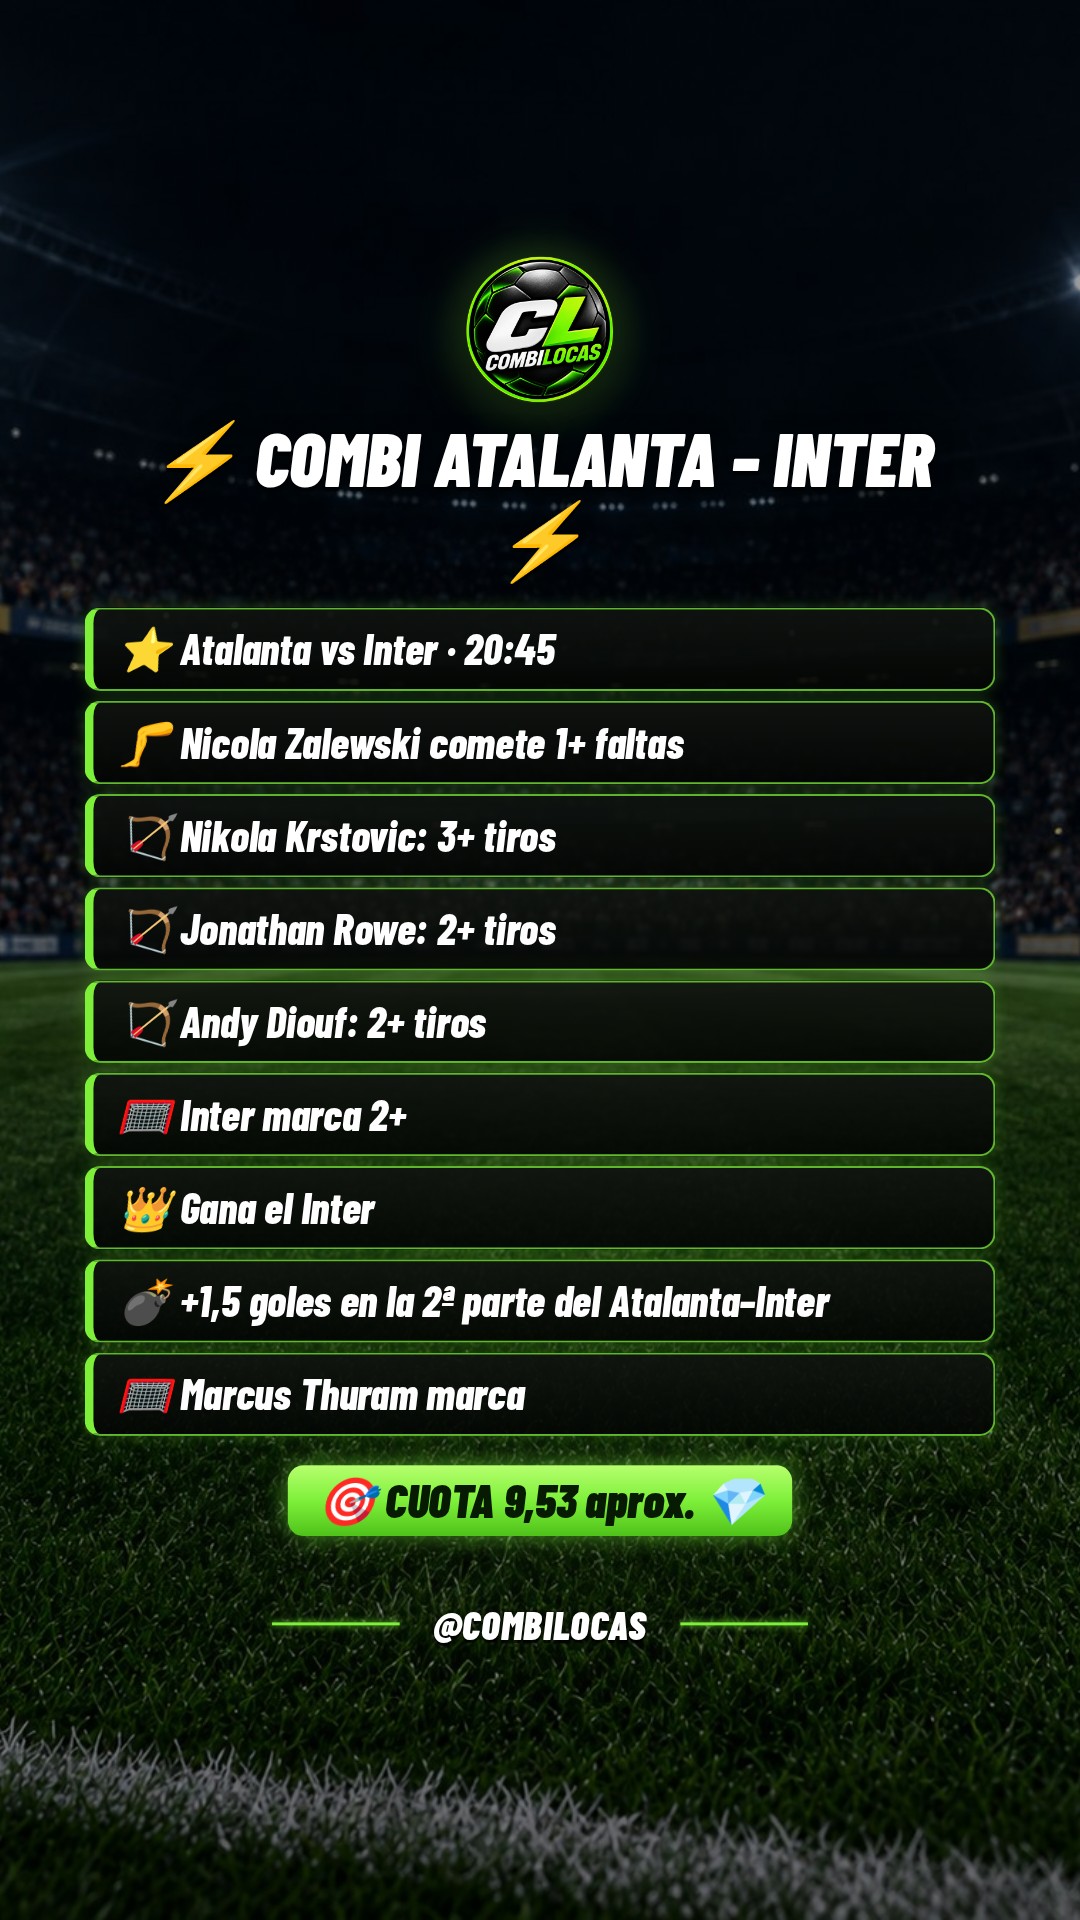 CL
COMBILOCAS
⚡ COMBI ATALANTA - INTER
⚡
⭐ Atalanta vs Inter · 20:45
🦵 Nicola Zalewski comete 1+ faltas
🏹 Nikola Krstovic: 3+ tiros
🏹 Jonathan Rowe: 2+ tiros
🏹 Andy Diouf: 2+ tiros
🥅 Inter marca 2+
👑 Gana el Inter
💣 +1,5 goles en la 2ª parte del Atalanta–Inter
🥅 Marcus Thuram marca
🎯 CUOTA 9,53 aprox. 💎
@COMBILOCAS